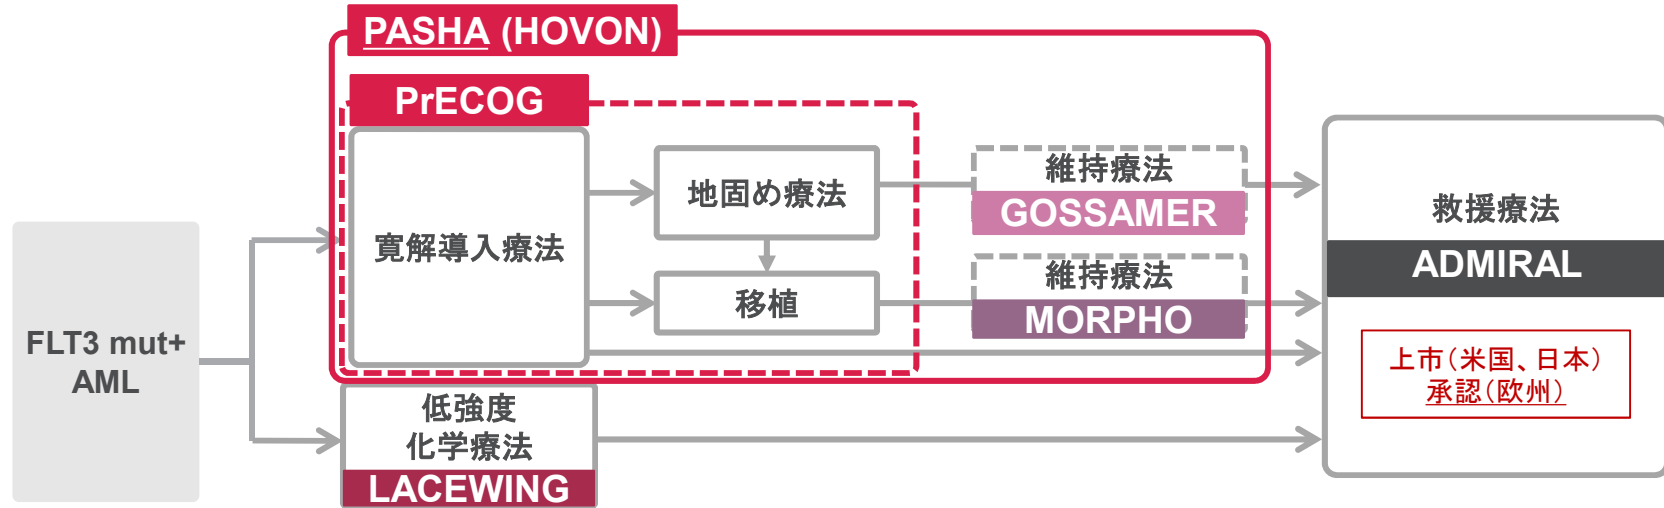 PASHA (HOVON)
PrECOG
FLT3 mut+
AML
寛解導入療法
地固め療法
移植
維持療法
GOSSAMER
維持療法
MORPHO
低強度
化学療法
LACEWING
救援療法
ADMIRAL
上市(米国、日本)
承認(欧州)